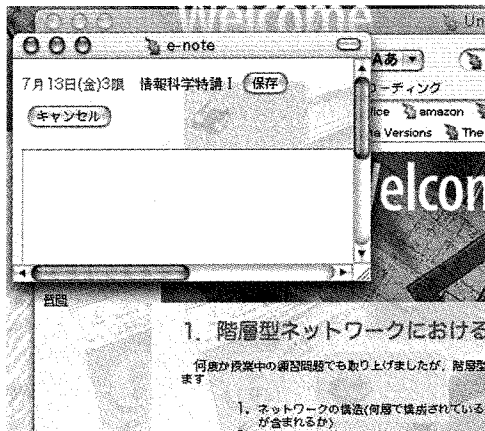 Welcome
Un
e-note
Aあ
7月13日(金)3限 情報科学特講 I 保存
キャンセル
ーディング
fice amazon
Versions The
Welcom
質問
1. 階層型ネットワークにおける
何度か授業中の練習問題でも取り上げましたが, 階層型
ます
1. ネットワークの構造(何層で構成されている
が含まれるか)